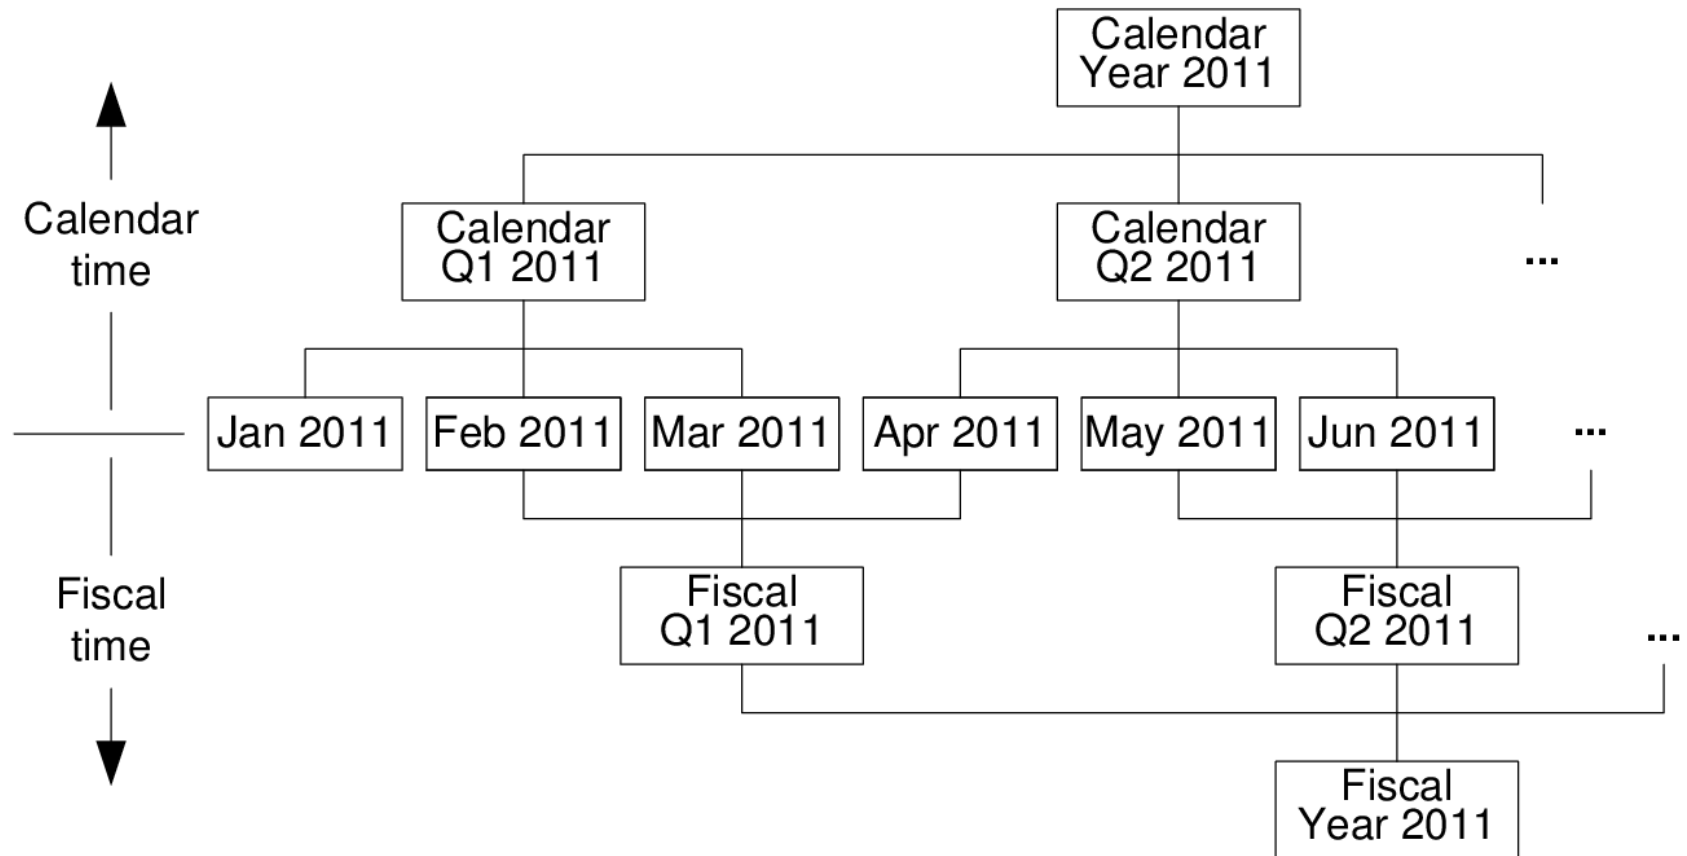 Calendar
Year 2011
Calendar
time
Calendar
Q1 2011
Calendar
Q2 2011
...
Jan 2011
Feb 2011
Mar 2011
Apr 2011
May 2011
Jun 2011
...
Fiscal
time
Fiscal
Q1 2011
Fiscal
Q2 2011
...
Fiscal
Year 2011